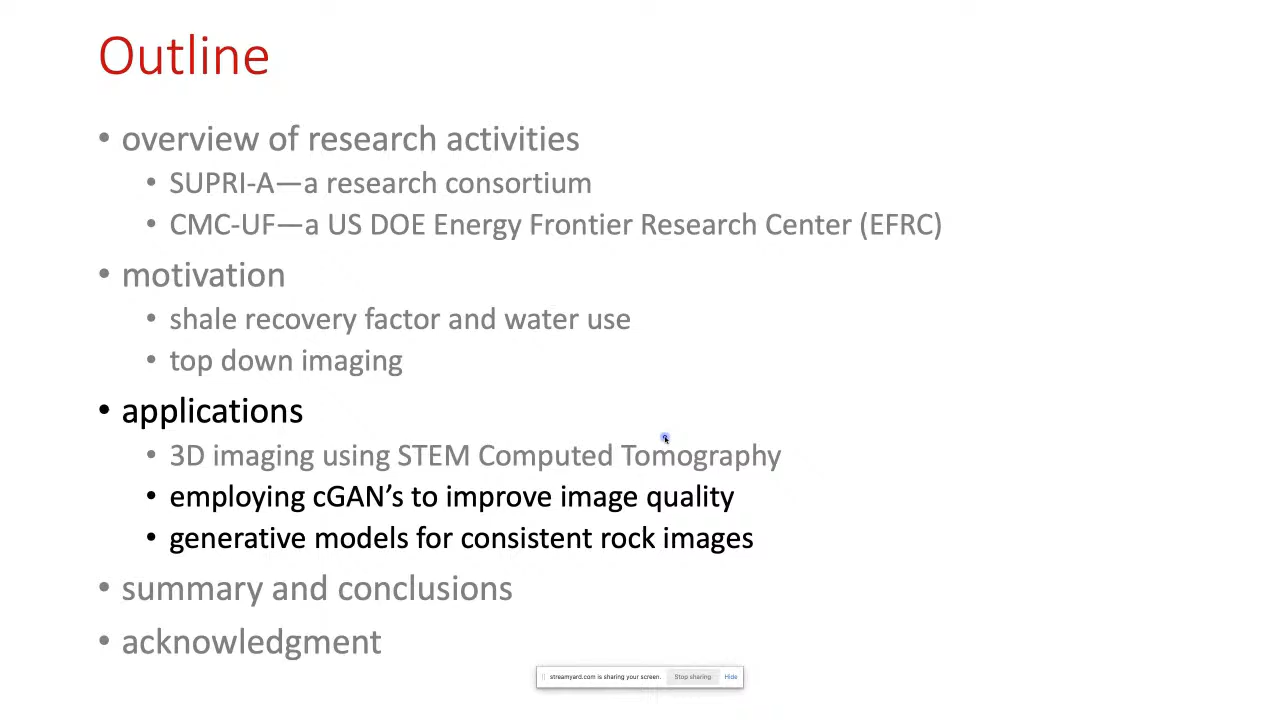 Outline
• overview of research activities
• SUPRI-A—a research consortium
• CMC-UF—a US DOE Energy Frontier Research Center (EFRC)
• motivation
• shale recovery factor and water use
• top down imaging
• applications
• 3D imaging using STEM Computed Tomography
• employing cGAN’s to improve image quality
• generative models for consistent rock images
• summary and conclusions
• acknowledgment
streamyard.com is sharing your screen. Stop sharing Hide